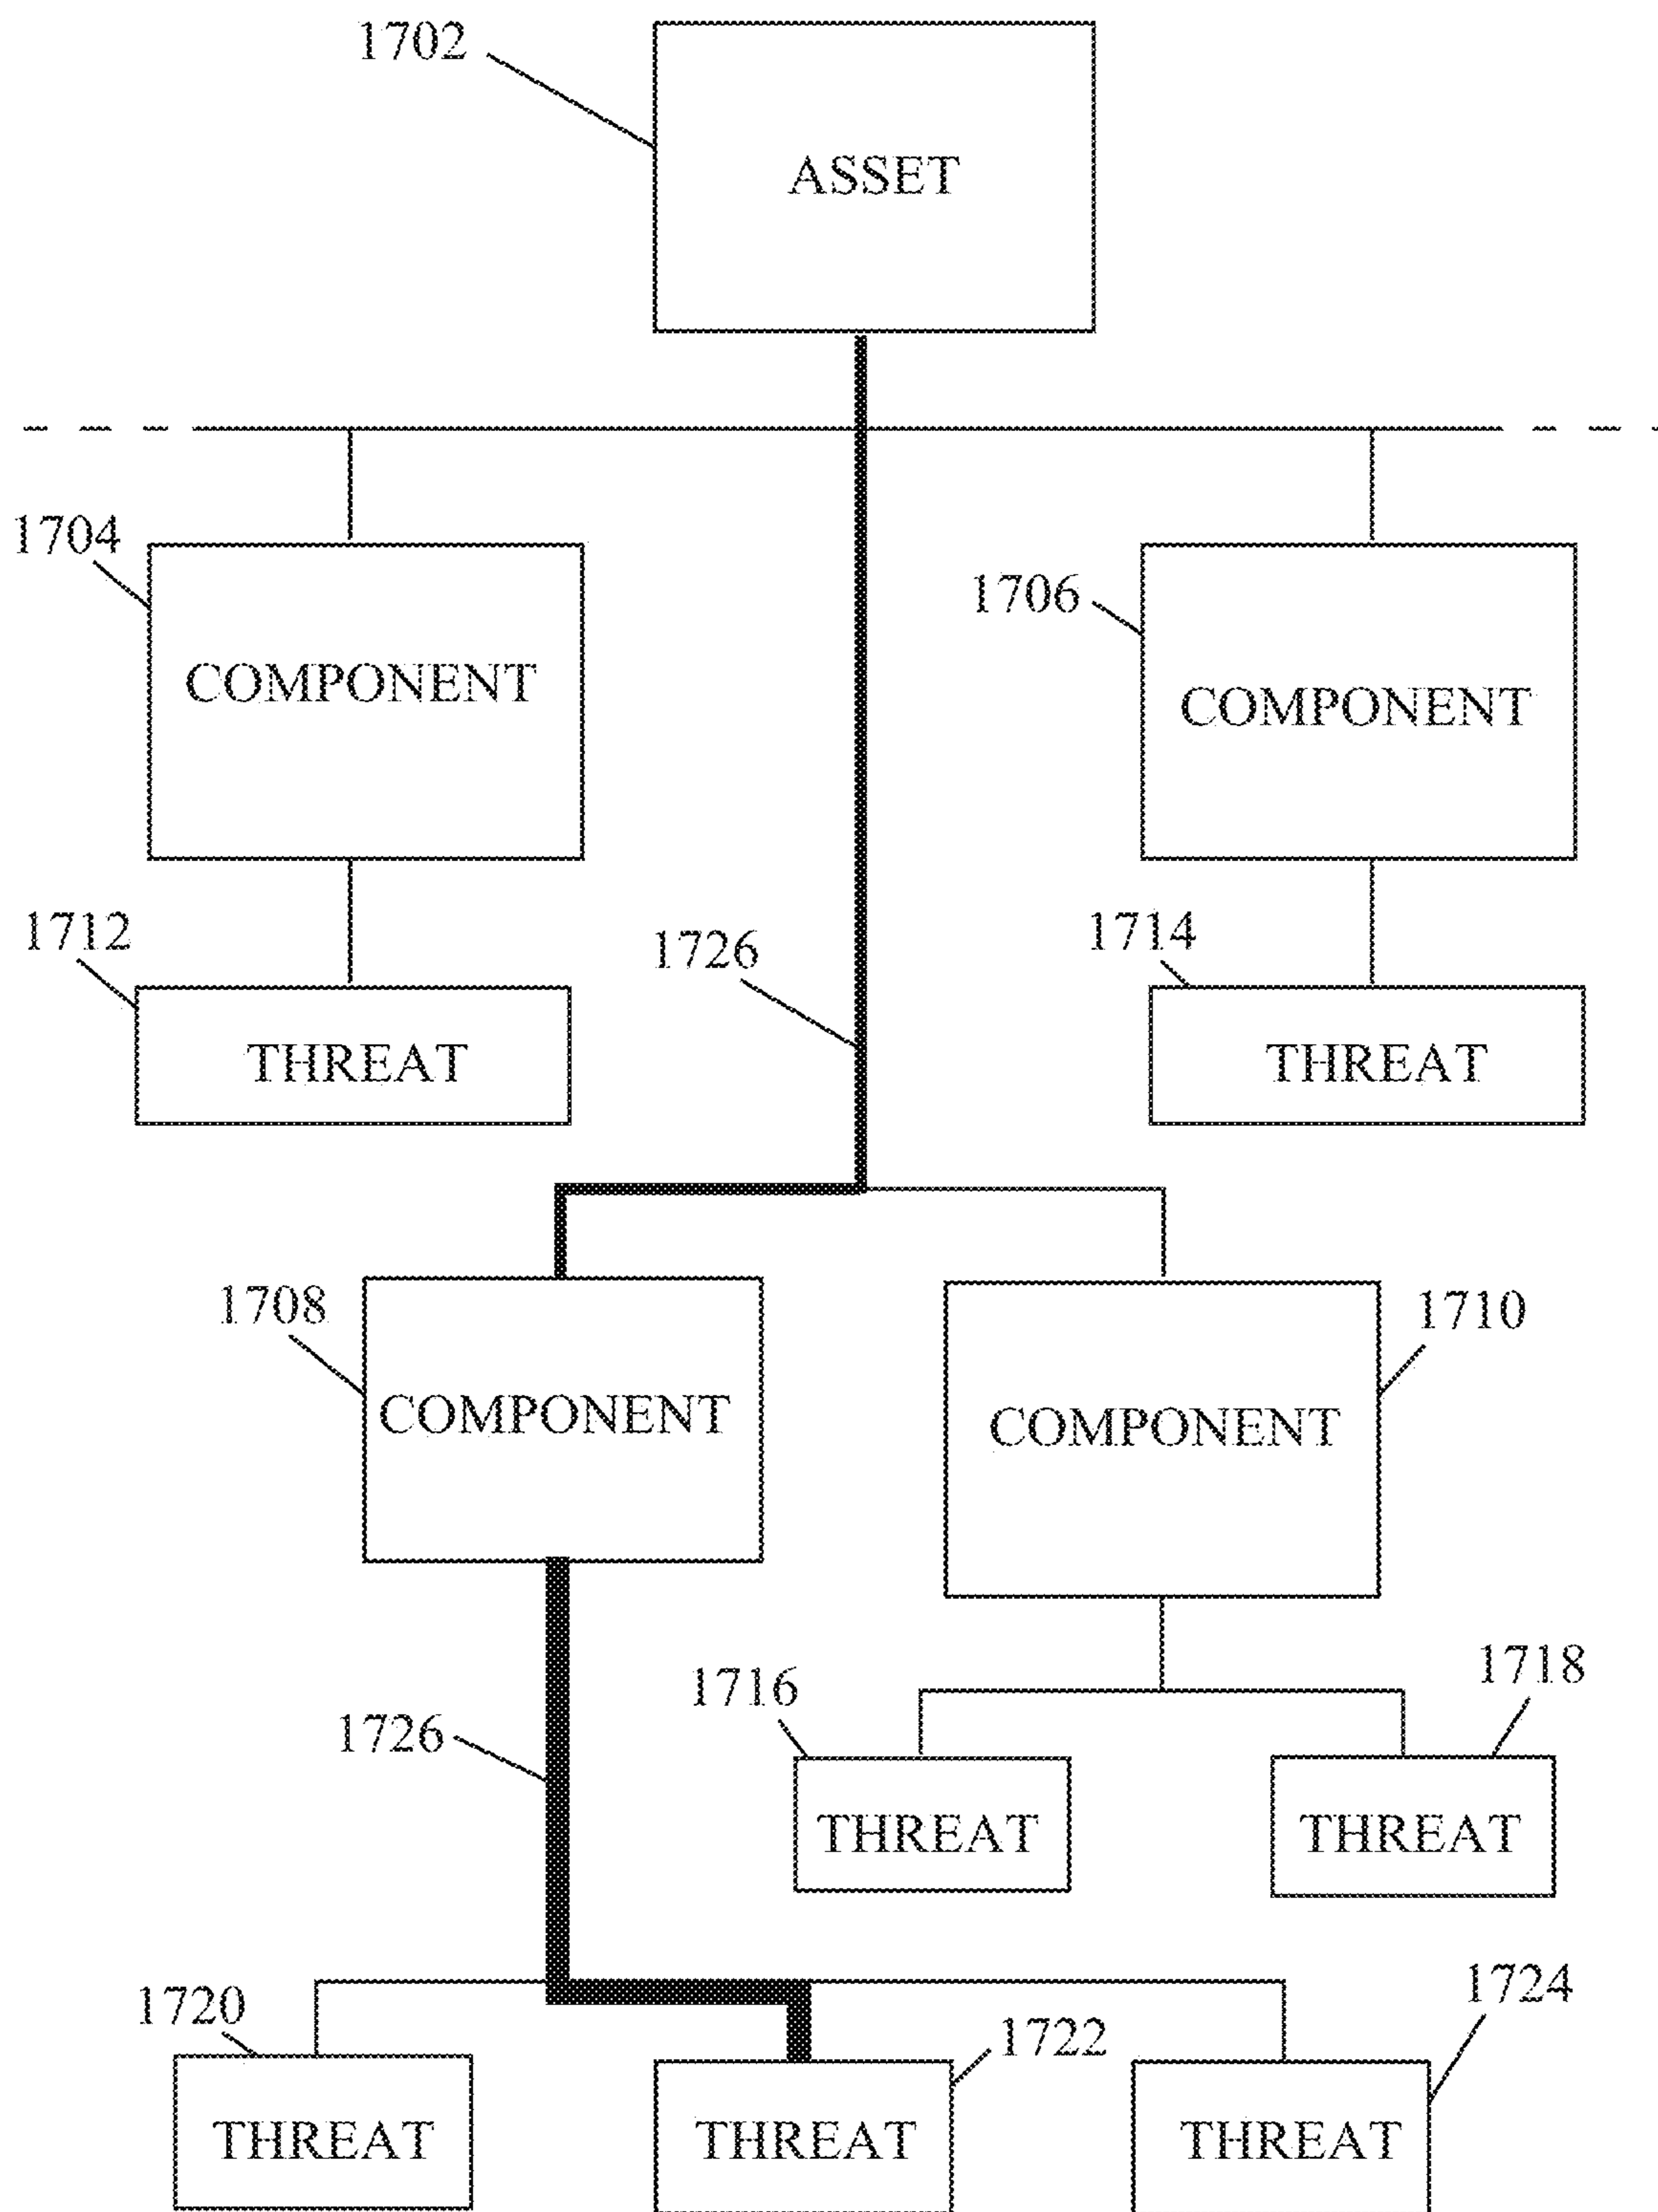 1702
ASSET
1704
1706
COMPONENT
COMPONENT
1712
1726
1714
THREAT
THREAT
1708
1710
COMPONENT
COMPONENT
1716
1718
1726
THREAT
THREAT
1720
1722
1724
THREAT
THREAT
THREAT